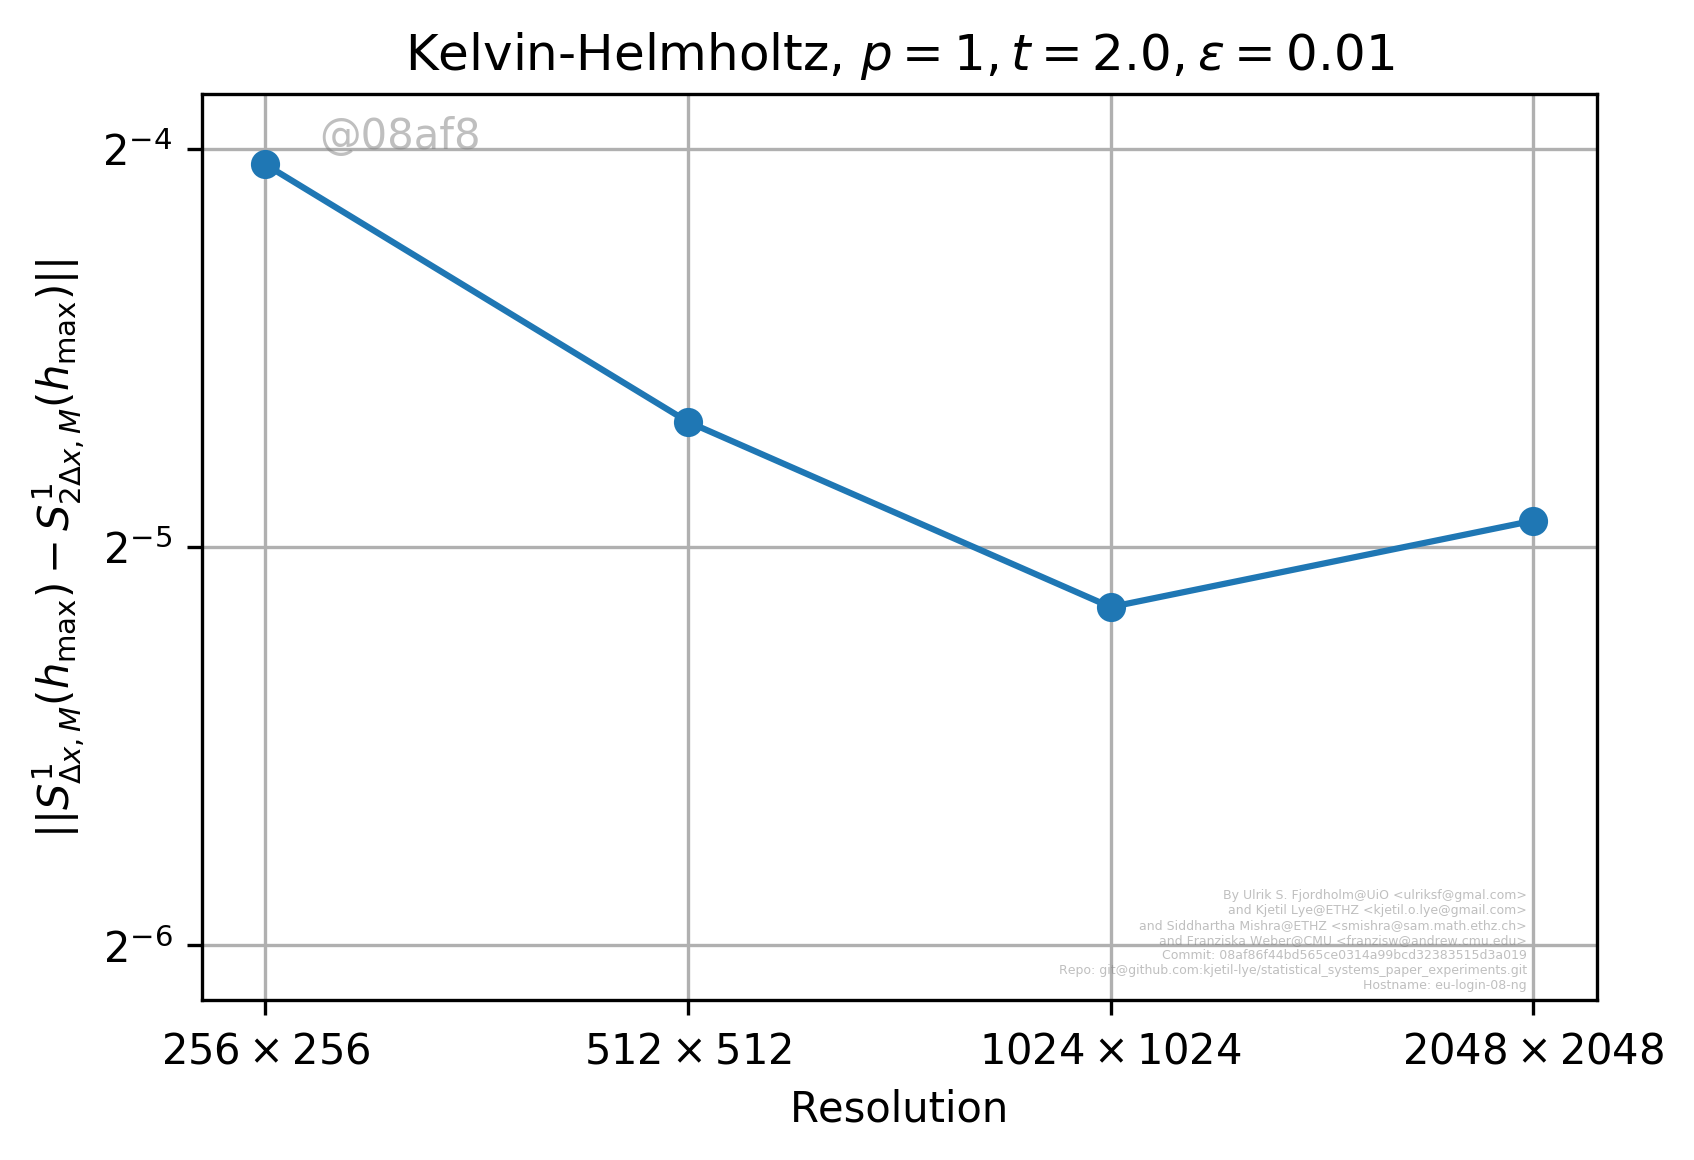 Kelvin-Helmholtz, p = 1, t = 2.0, ε = 0.01
@08af8
2⁻⁴
2⁻⁵
2⁻⁶
||S¹_{Δx, M}(h_max) − S¹_{2Δx, M}(h_max)||
By Ulrik S. Fjordholm@UiO <ulriksf@gmal.com>
and Kjetil Lye@ETHZ <kjetil.o.lye@gmail.com>
and Siddhartha Mishra@ETHZ <smishra@sam.math.ethz.ch>
and Franziska Weber@CMU <franzisw@andrew.cmu.edu>
Commit: 08af86f44bd565ce0314a99bcd32383515d3a019
Repo: git@github.com:kjetil-lye/statistical_systems_paper_experiments.git
Hostname: eu-login-08-ng
256 × 256
512 × 512
1024 × 1024
2048 × 2048
Resolution